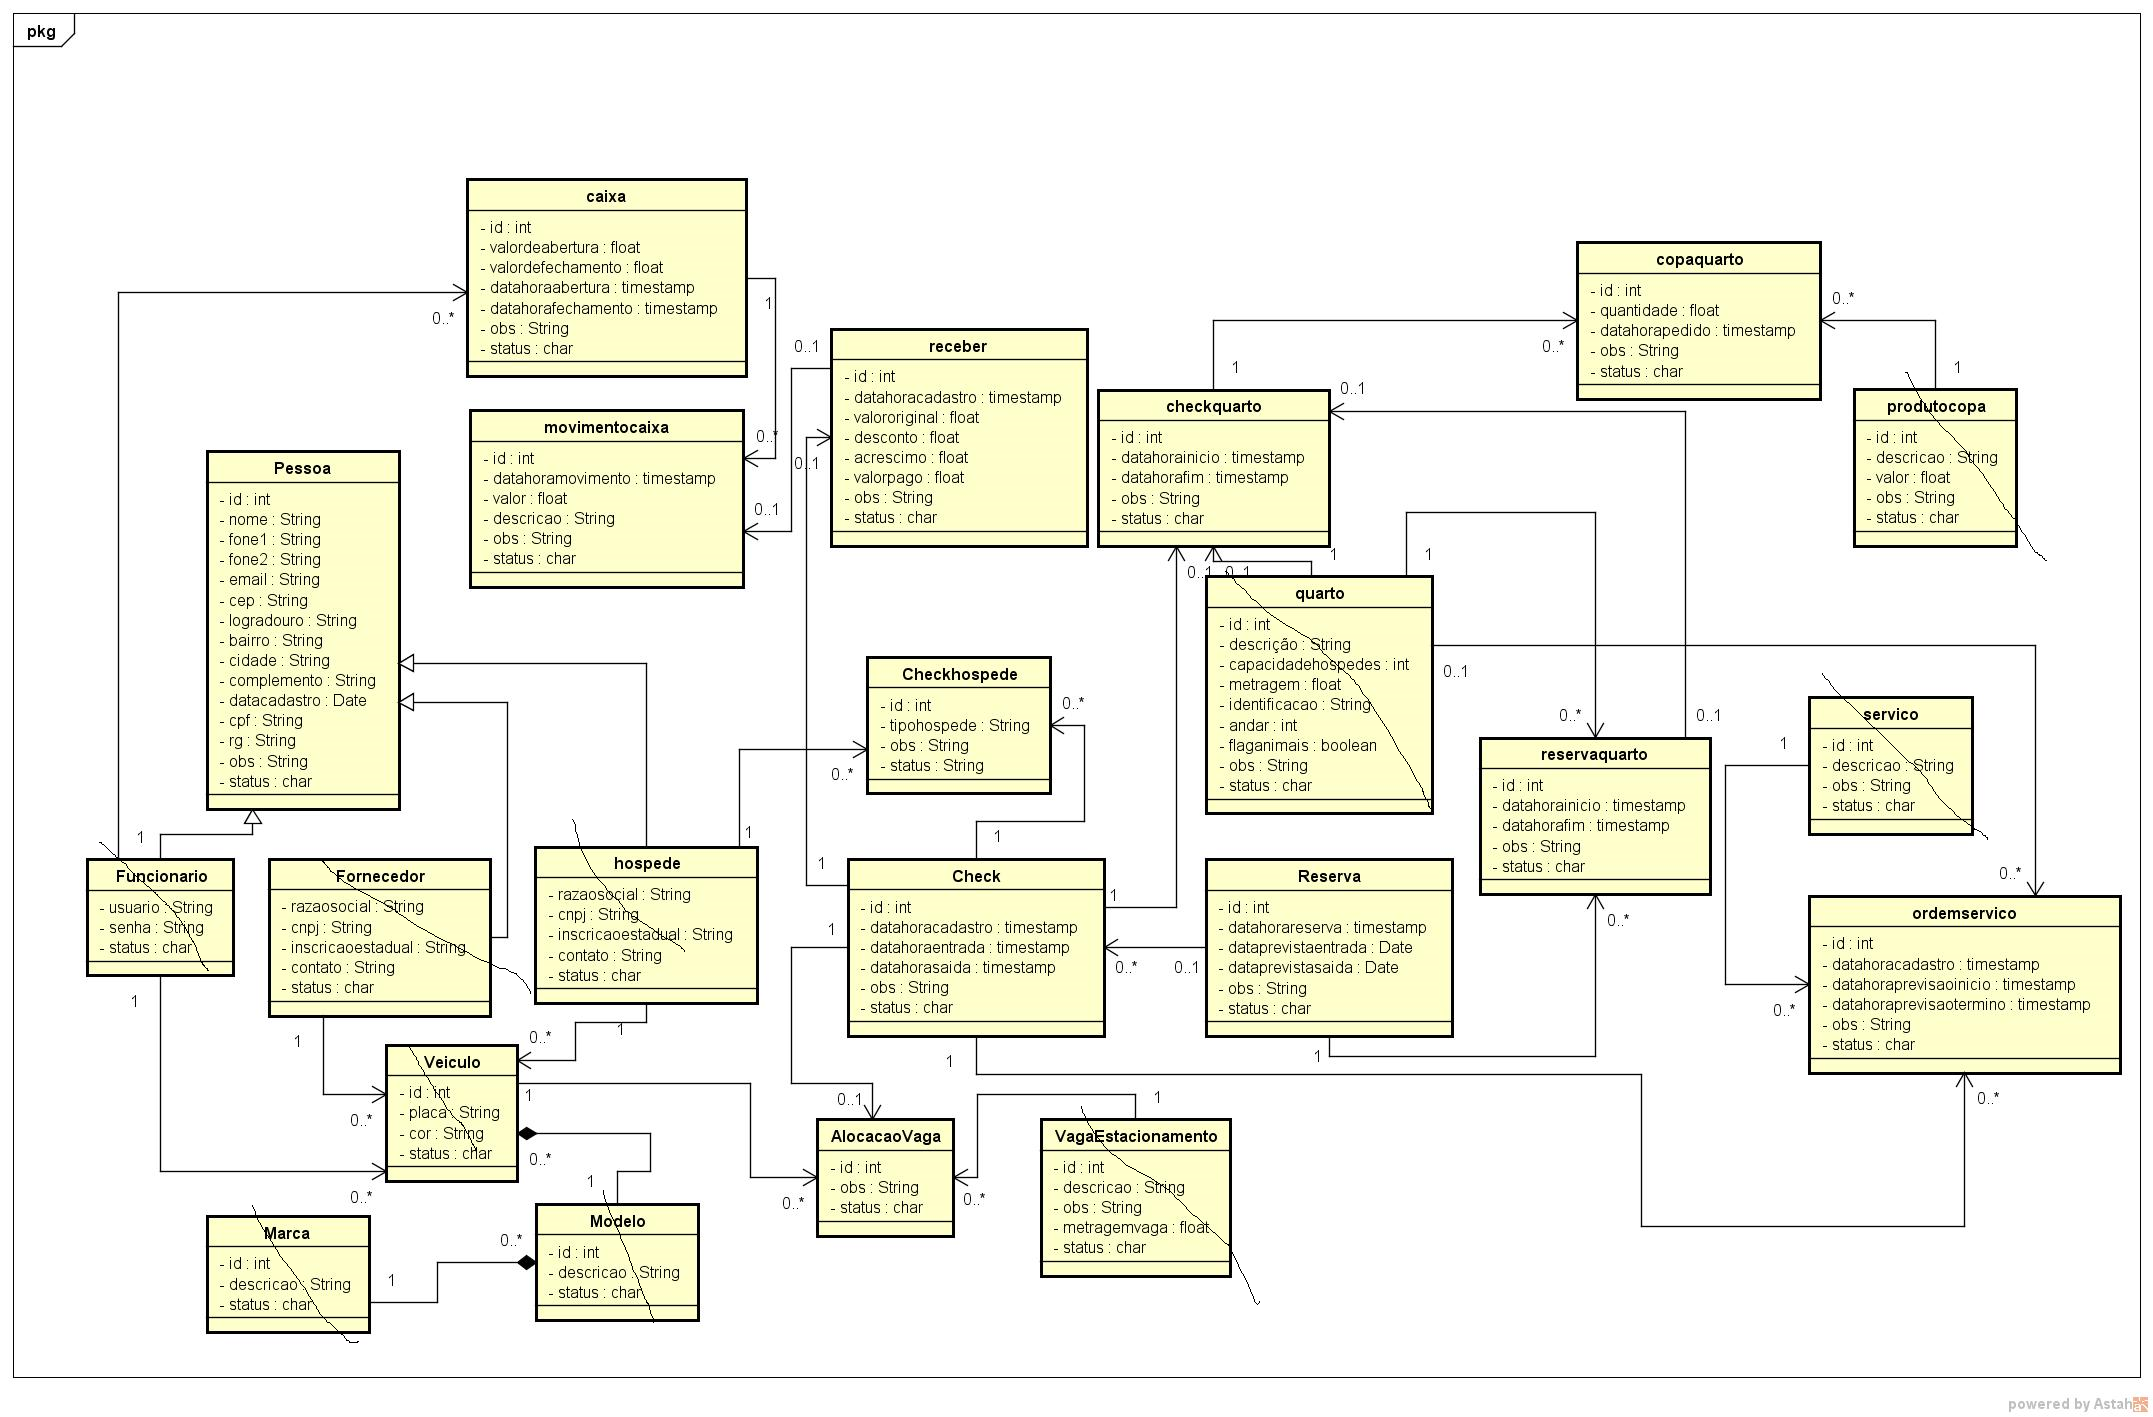 pkg
caixa
- id : int
- valordeabertura : float
- valordefechamento : float
- datahoraabertura : timestamp
- datahorafechamento : timestamp
- obs : String
- status : char
1
0..*
0..*
movimentocaixa
- id : int
- datahoramovimento : timestamp
- valor : float
- descricao : String
- obs : String
- status : char
0..1
0..1
0..1
receber
- id : int
- datahoracadastro : timestamp
- valororiginal : float
- desconto : float
- acrescimo : float
- valorpago : float
- obs : String
- status : char
checkquarto
- id : int
- datahorainicio : timestamp
- datahorafim : timestamp
- obs : String
- status : char
1
0..1
0..1
0..1
1
0..*
copaquarto
- id : int
- quantidade : float
- datahorapedido : timestamp
- obs : String
- status : char
0..*
1
produtocopa
- id : int
- descricao : String
- valor : float
- obs : String
- status : char
Pessoa
- id : int
- nome : String
- fone1 : String
- fone2 : String
- email : String
- cep : String
- logradouro : String
- bairro : String
- cidade : String
- complemento : String
- datacadastro : Date
- cpf : String
- rg : String
- obs : String
- status : char
Checkhospede
- id : int
- tipohospede : String
- obs : String
- status : String
0..*
0..*
1
1
quarto
- id : int
- descrição : String
- capacidadehospedes : int
- metragem : float
- identificacao : String
- andar : int
- flaganimais : boolean
- obs : String
- status : char
1
0..1
0..*
0..1
reservaquarto
- id : int
- datahorainicio : timestamp
- datahorafim : timestamp
- obs : String
- status : char
0..*
servico
- id : int
- descricao : String
- obs : String
- status : char
1
0..*
0..*
ordemservico
- id : int
- datahoracadastro : timestamp
- datahoraprevisaoinicio : timestamp
- datahoraprevisaotermino : timestamp
- obs : String
- status : char
0..*
1
Funcionario
- usuario : String
- senha : String
- status : char
1
Fornecedor
- razaosocial : String
- cnpj : String
- inscricaoestadual : String
- contato : String
- status : char
1
hospede
- razaosocial : String
- cnpj : String
- inscricaoestadual : String
- contato : String
- status : char
1
0..*
Check
- id : int
- datahoracadastro : timestamp
- datahoraentrada : timestamp
- datahorasaida : timestamp
- obs : String
- status : char
1
1
1
1
0..*
0..1
Reserva
- id : int
- datahorareserva : timestamp
- dataprevistaentrada : Date
- dataprevistasaida : Date
- obs : String
- status : char
1
Veiculo
- id : int
- placa : String
- cor : String
- status : char
0..*
0..*
1
0..*
1
AlocacaoVaga
- id : int
- obs : String
- status : char
0..1
0..*
0..*
1
VagaEstacionamento
- id : int
- descricao : String
- obs : String
- metragemvaga : float
- status : char
Marca
- id : int
- descricao : String
- status : char
1
0..*
Modelo
- id : int
- descricao : String
- status : char
powered by Astah